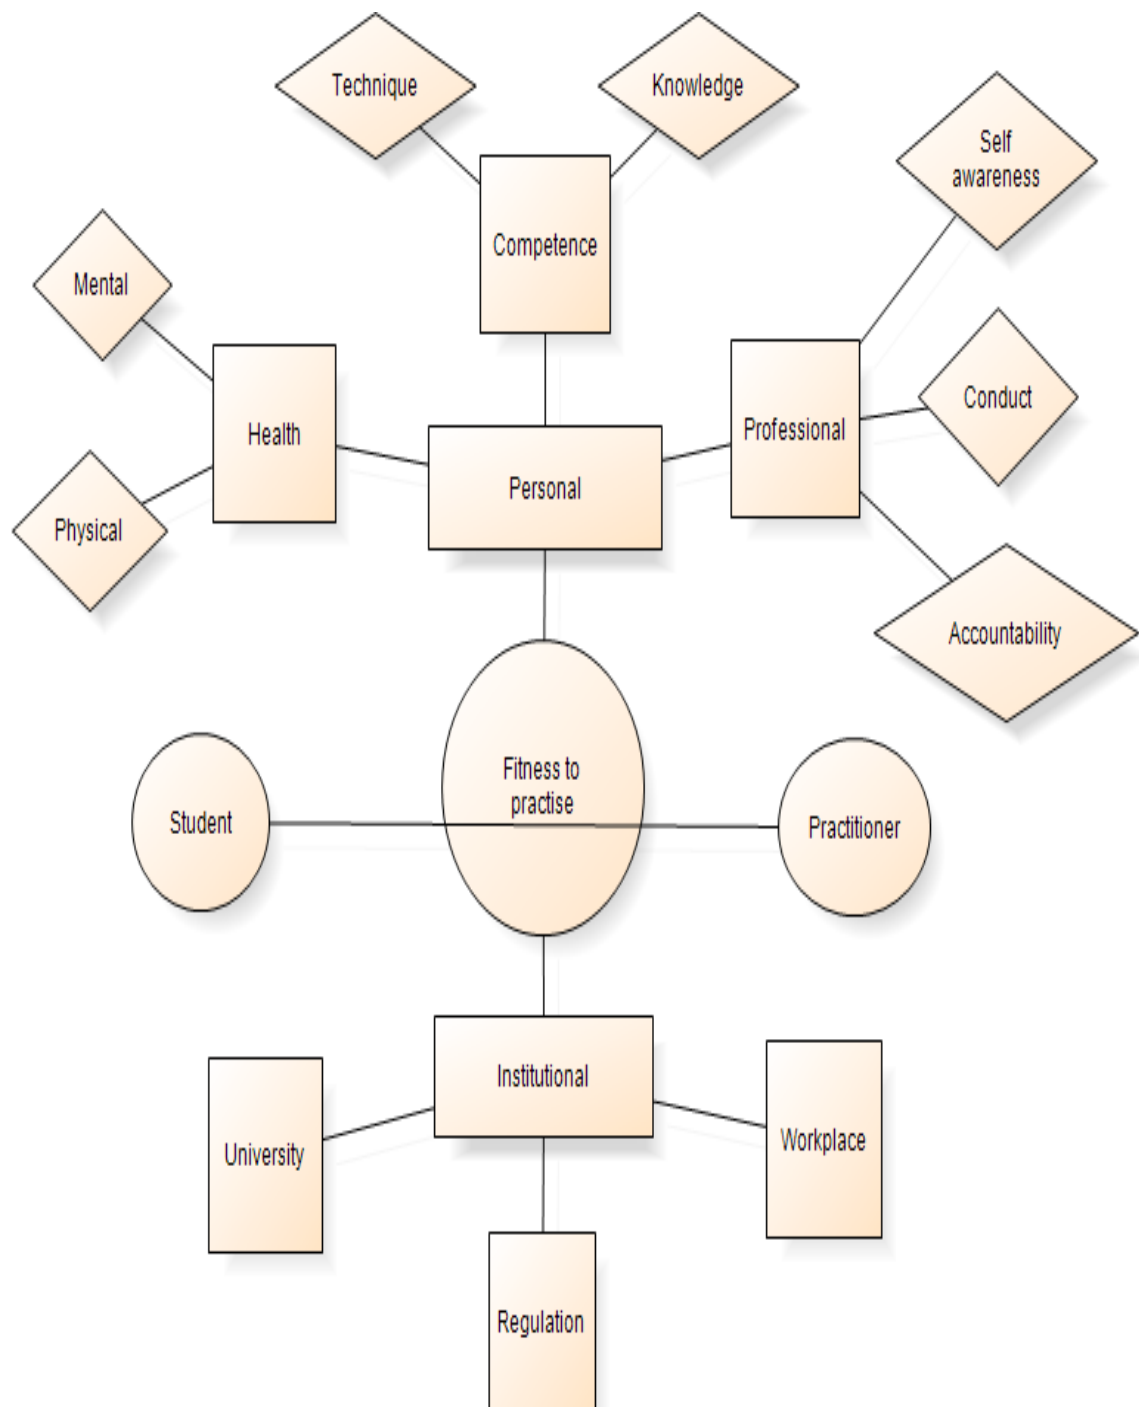 Technique
Knowledge
Self
awareness
Competence
Mental
Conduct
Professional
Health
Personal
Physical
Accountability
Fitness to
practise
Student
Practitioner
Institutional
Workplace
University
Regulation